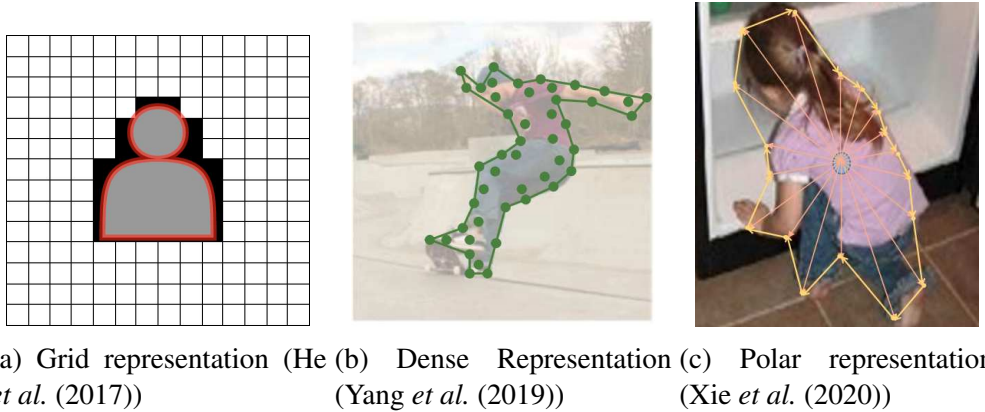 a) Grid representation (He
et al. (2017))
(b) Dense Representation
(Yang et al. (2019))
(c) Polar representation
(Xie et al. (2020))